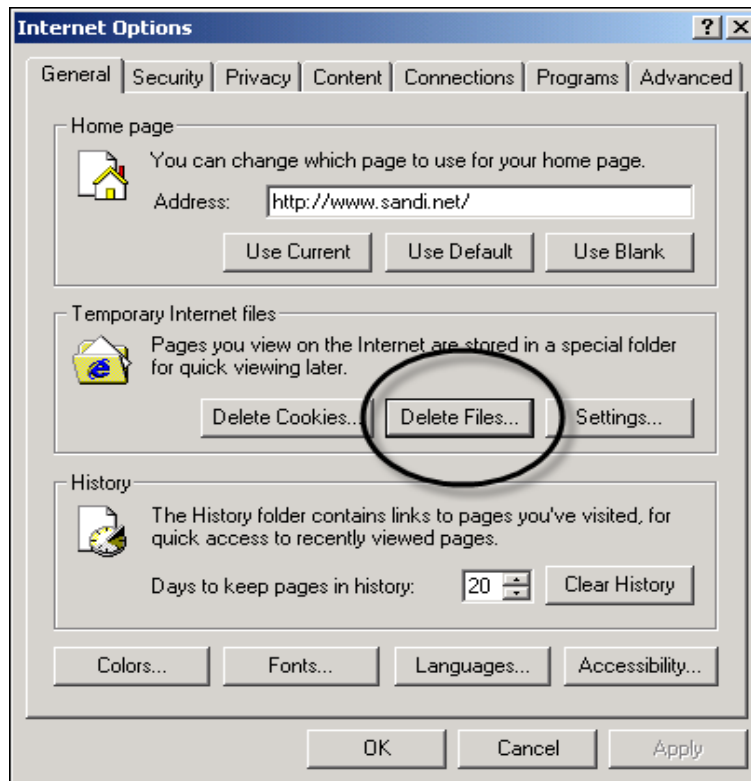 Internet Options
General Security Privacy Content Connections Programs Advanced
Home page
You can change which page to use for your home page.
Address: http://www.sandi.net/
Use Current Use Default Use Blank
Temporary Internet files
Pages you view on the Internet are stored in a special folder
for quick viewing later.
Delete Cookies... Delete Files... Settings...
History
The History folder contains links to pages you've visited, for
quick access to recently viewed pages.
Days to keep pages in history: 20 Clear History
Colors... Fonts... Languages... Accessibility...
OK Cancel Apply